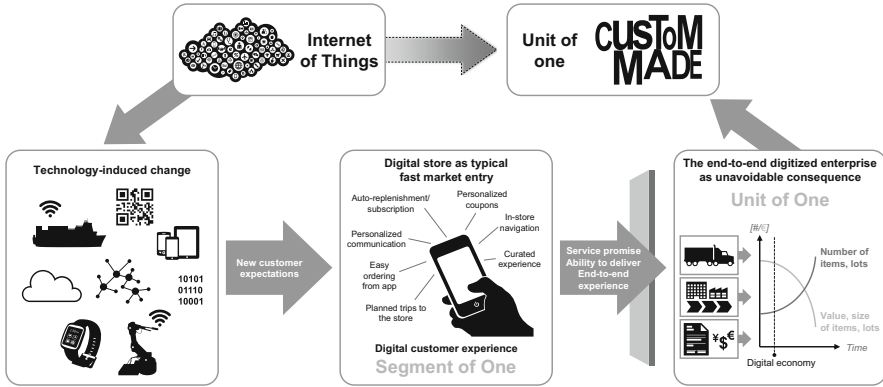 Internet
of Things
Unit of
one
CUSTOM
MADE
Technology-induced change
10101
01110
10001
New customer
expectations
Digital store as typical
fast market entry
Auto-replenishment/
subscription
Personalized
coupons
In-store
navigation
Personalized
communication
Curated
experience
Easy
ordering
from app
Planned trips to
the store
Digital customer experience
Segment of One
Service promise
Ability to deliver
End-to-end
experience
The end-to-end digitized enterprise
as unavoidable consequence
Unit of One
[#/€]
Number of
items, lots
Value, size
of items, lots
¥$€
Time
Digital economy